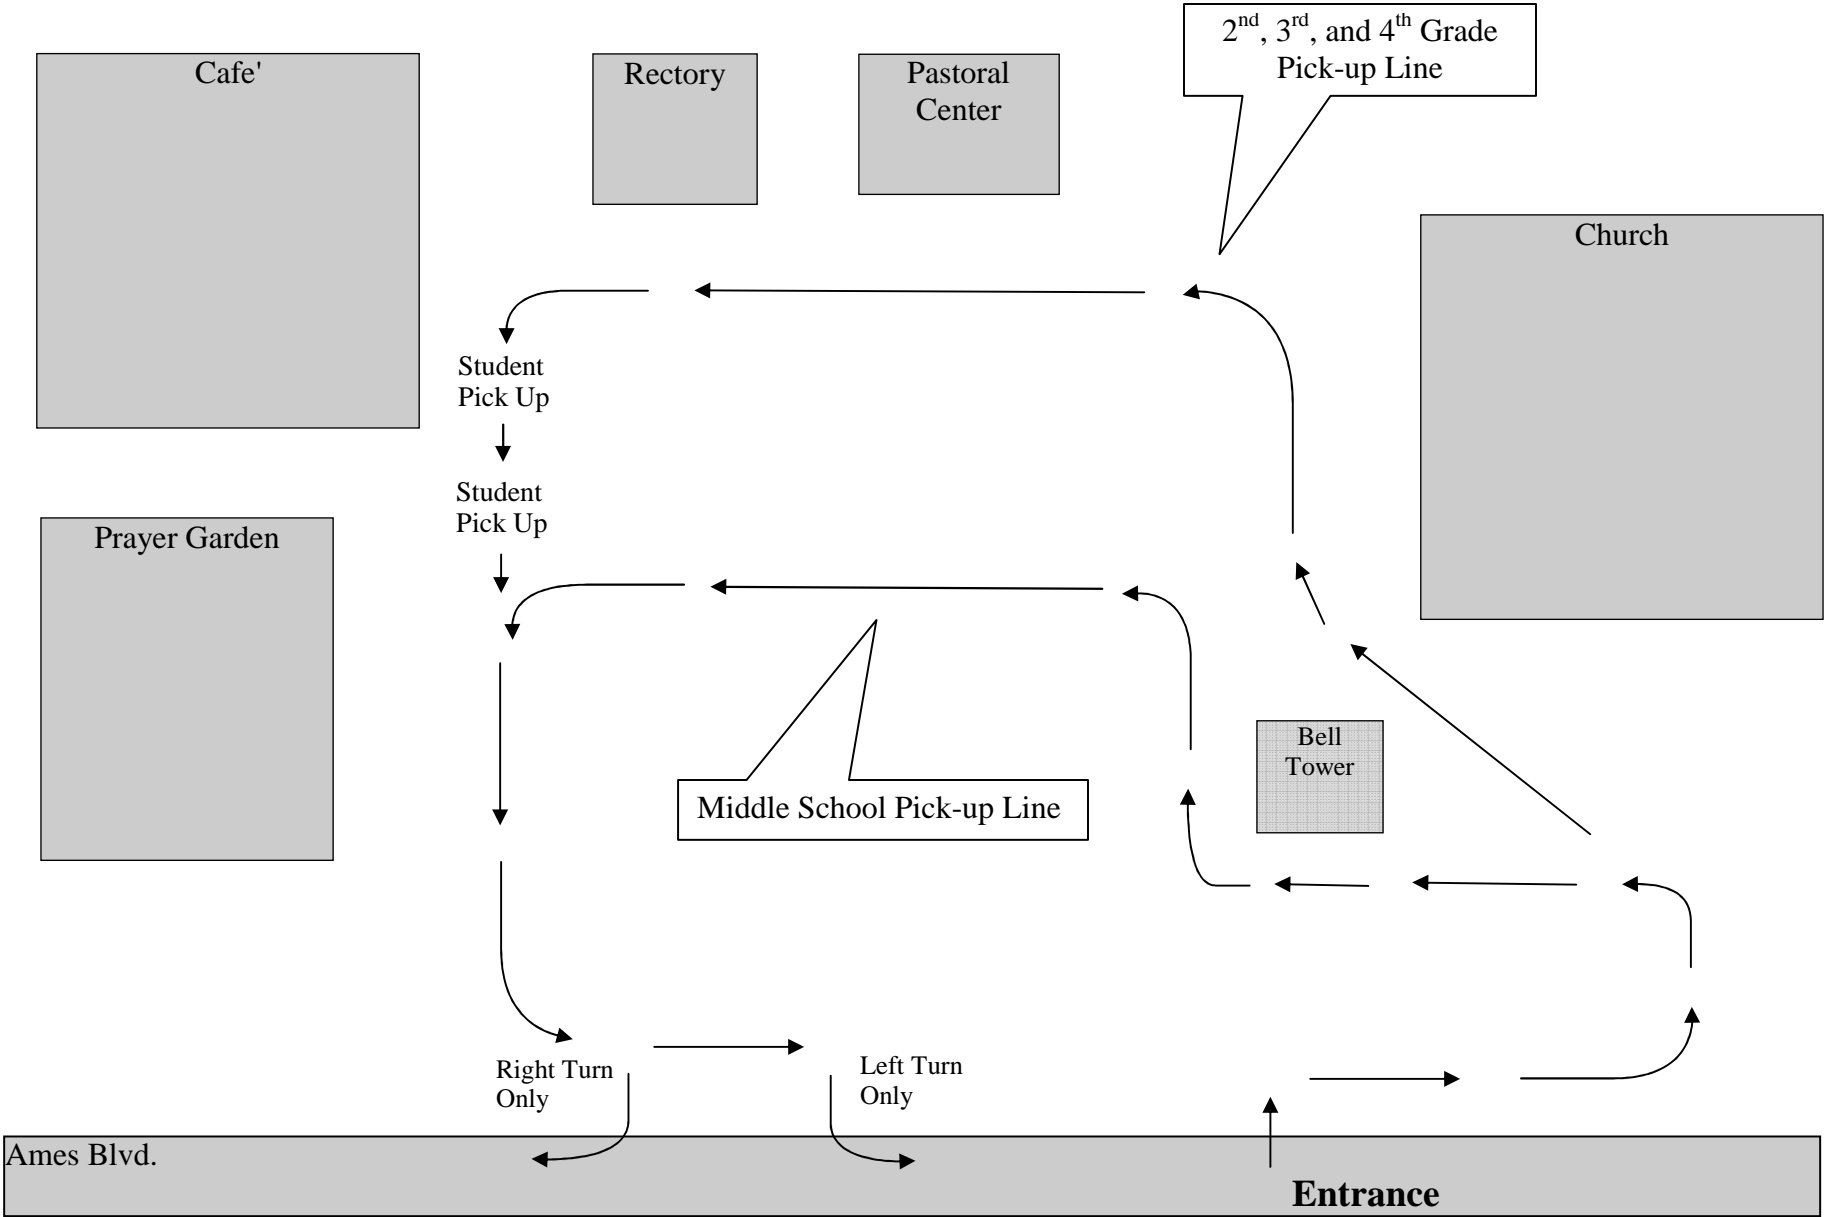 2nd, 3rd, and 4th Grade
Pick-up Line
Cafe'
Rectory
Pastoral
Center
Church
Student
Pick Up
Student
Pick Up
Prayer Garden
Bell
Tower
Middle School Pick-up Line
Right Turn
Only
Left Turn
Only
Ames Blvd.
Entrance